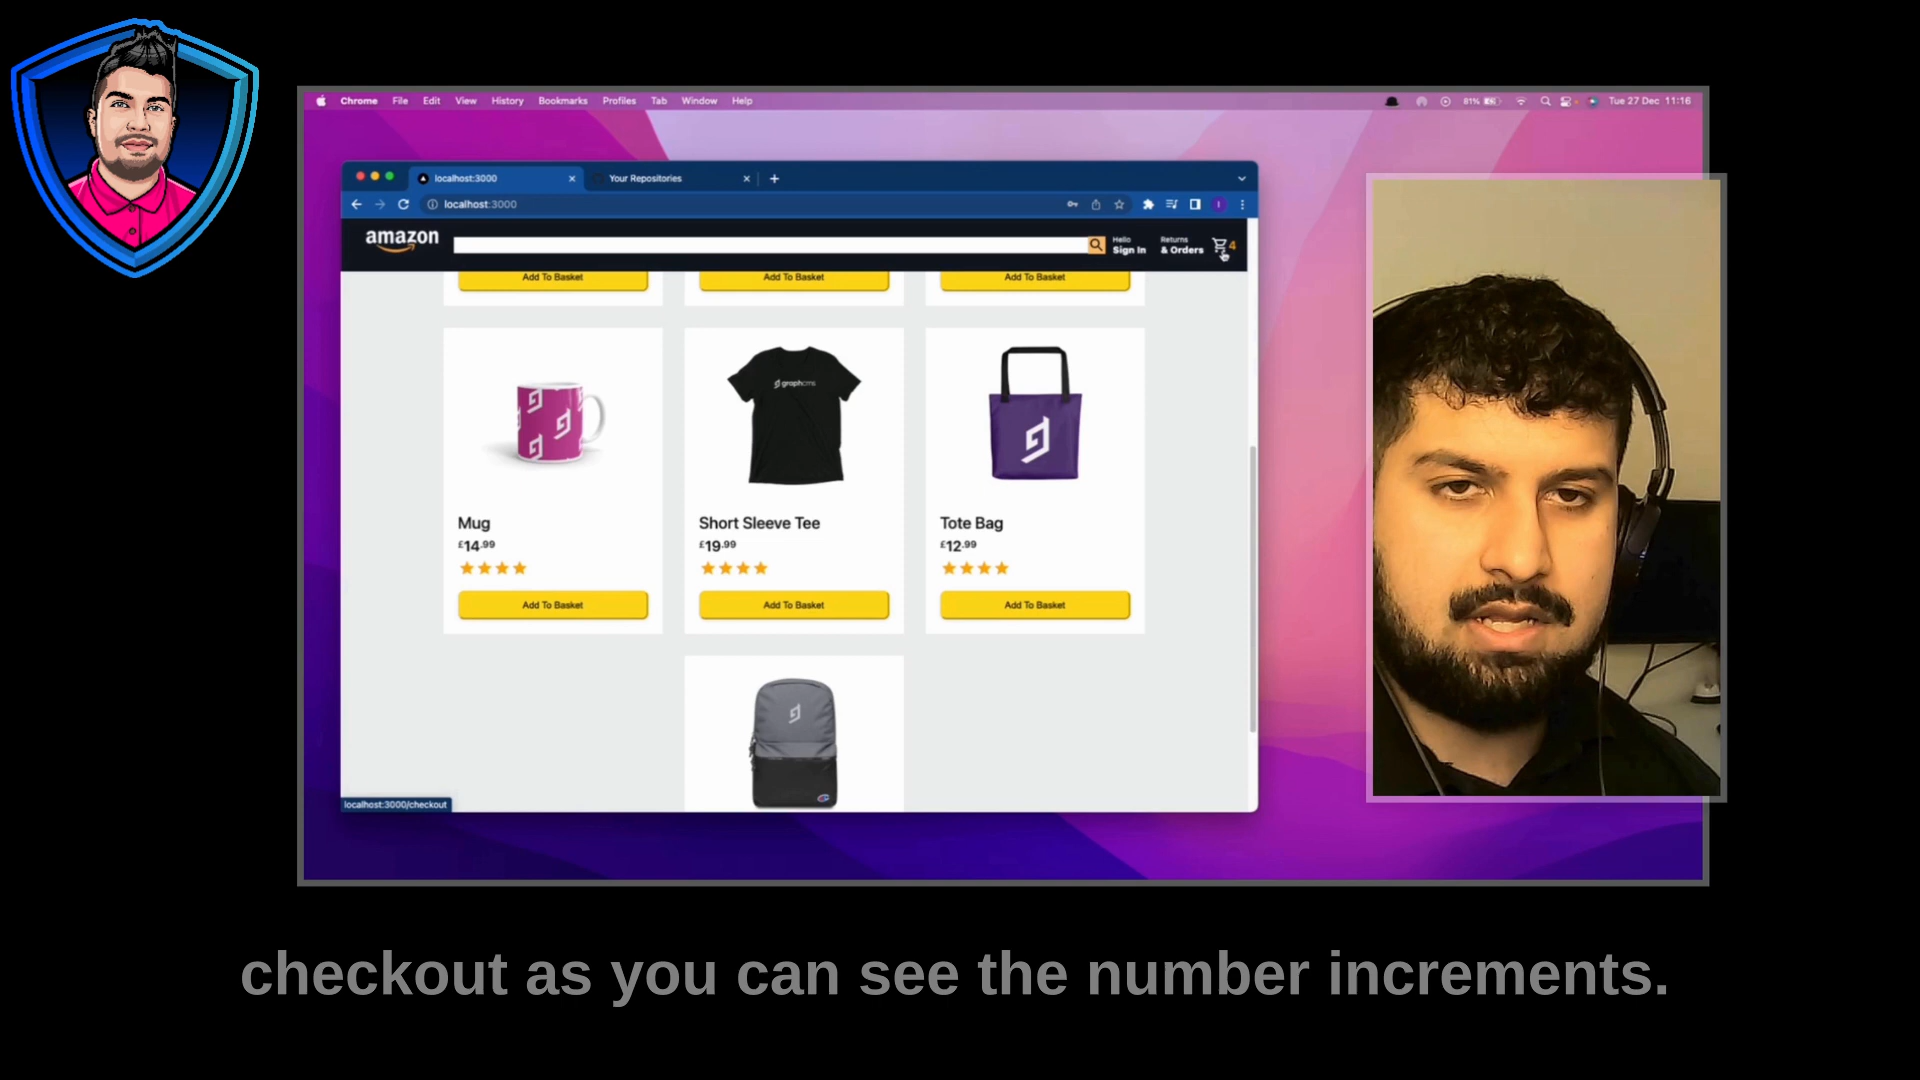 Chrome File Edit View History Bookmarks Profiles Tab Window Help
81% Tue 27 Dec 11:16
localhost:3000 Your Repositories
localhost:3000
amazon
Hello
Sign In
Returns
& Orders
4
Add To Basket Add To Basket Add To Basket
graphcms
Mug
£14.99
Add To Basket
Short Sleeve Tee
£19.99
Add To Basket
Tote Bag
£12.99
Add To Basket
localhost:3000/checkout
checkout as you can see the number increments.